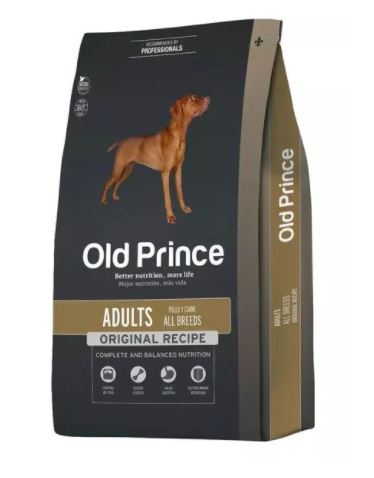 RECOMMENDED BY
PROFESSIONALS
Old Prince
Better nutrition, more life
Mejor nutrición, más vida
ADULTS
POLLO Y CARNE
ALL BREEDS
ORIGINAL RECIPE
COMPLETE AND BALANCED NUTRITION
Old Prince
ADULTS
ALL BREEDS
ORIGINAL RECIPE